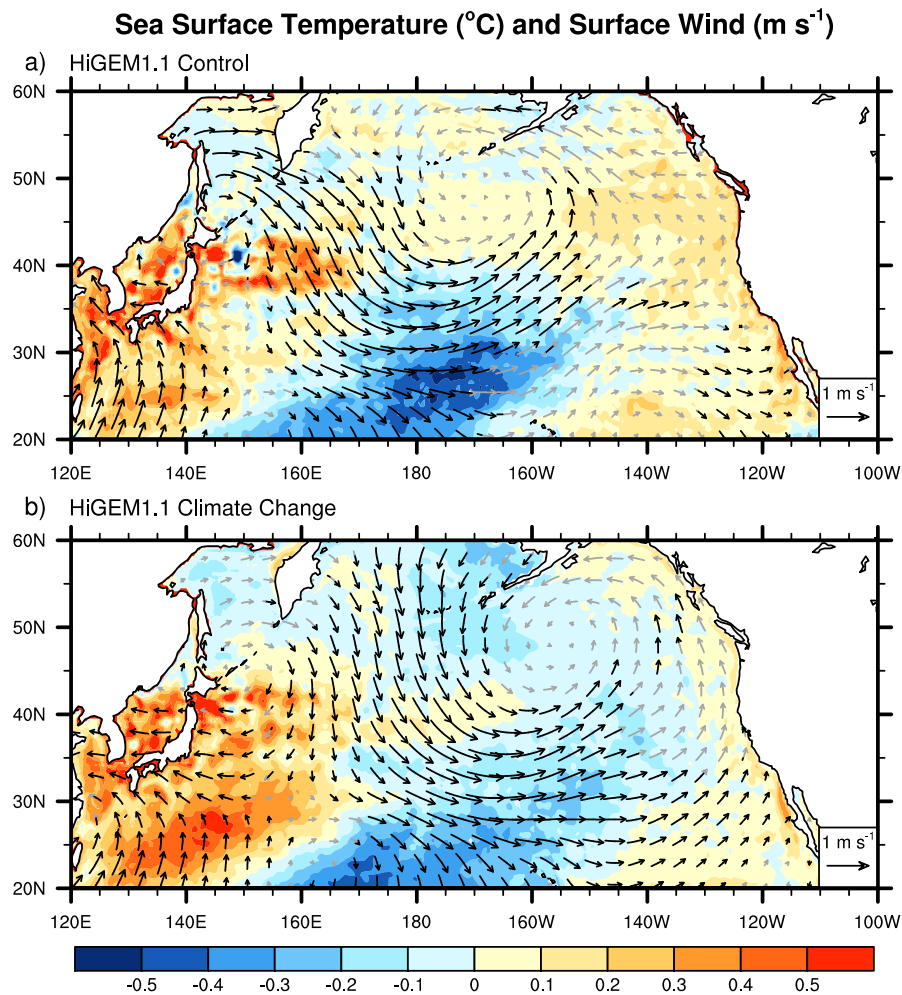 Sea Surface Temperature (°C) and Surface Wind (m s⁻¹)
a) HiGEM1.1 Control
60N
50N
40N
30N
20N
1 m s⁻¹
120E 140E 160E 180 160W 140W 120W 100W
b) HiGEM1.1 Climate Change
60N
50N
40N
30N
20N
1 m s⁻¹
120E 140E 160E 180 160W 140W 120W 100W
-0.5 -0.4 -0.3 -0.2 -0.1 0 0.1 0.2 0.3 0.4 0.5